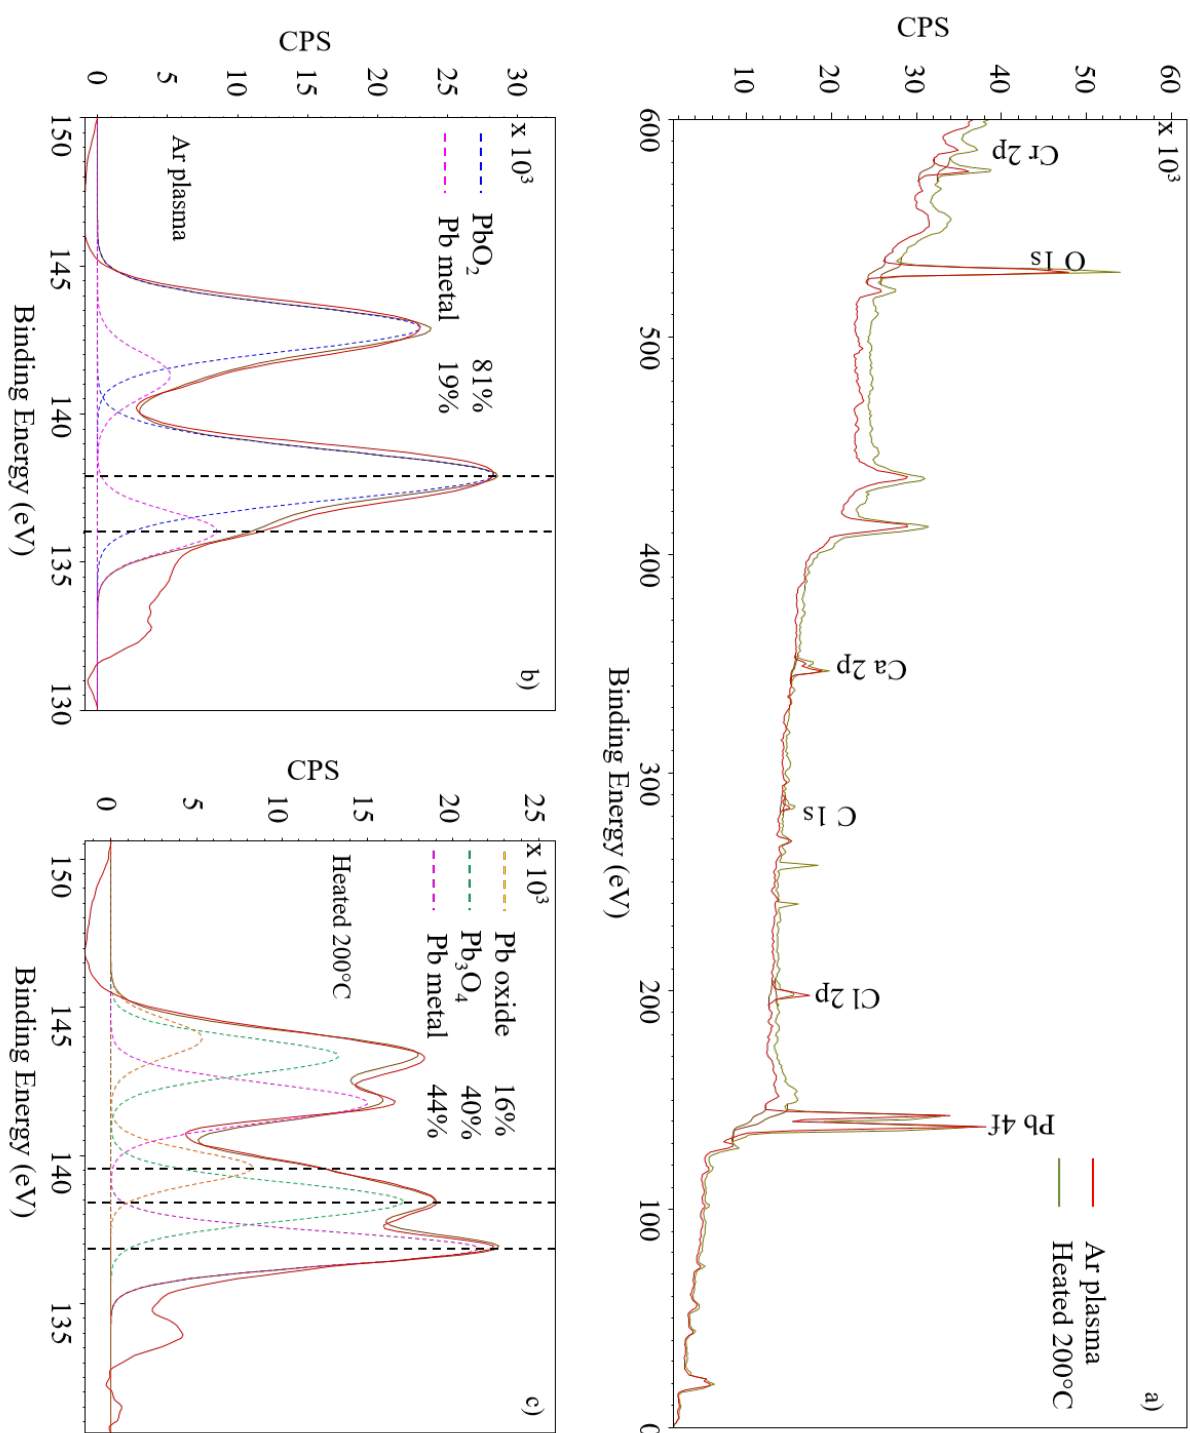 a)
CPS
x 10³
60
50
40
30
20
10
Ar plasma
Heated 200°C
Cr 2p
O 1s
Ca 2p
C 1s
Cl 2p
Pb 4f
600
500
400
300
200
100
0
Binding Energy (eV)
b)
CPS
x 10³
30
25
20
15
10
5
0
PbO₂ 81%
Pb metal 19%
Ar plasma
150
145
140
135
130
Binding Energy (eV)
c)
CPS
x 10³
25
20
15
10
5
0
Pb oxide 16%
Pb₃O₄ 40%
Pb metal 44%
Heated 200°C
150
145
140
135
Binding Energy (eV)